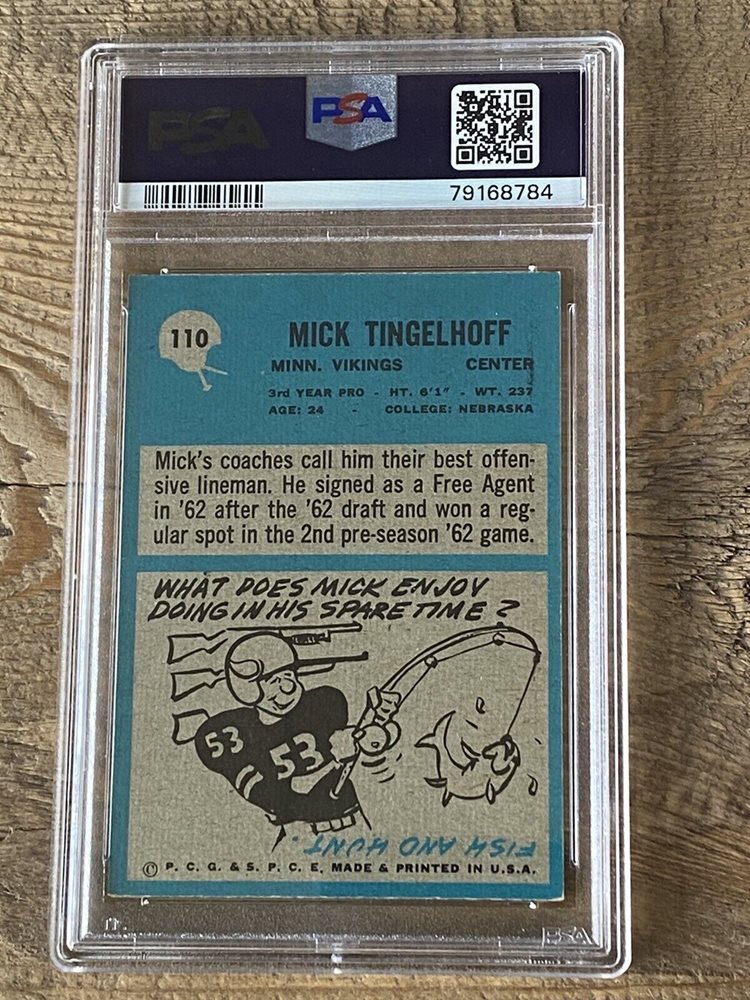 PSA
PSA
79168784
110
MICK TINGELHOFF
MINN. VIKINGS CENTER
3rd YEAR PRO - HT. 6'1" - WT. 237
AGE: 24 - COLLEGE: NEBRASKA
Mick's coaches call him their best offen-
sive lineman. He signed as a Free Agent
in '62 after the '62 draft and won a reg-
ular spot in the 2nd pre-season '62 game.
WHAT DOES MICK ENJOY
DOING IN HIS SPARE TIME?
53
53
FISH AND HUNT.
© P. C. G. & S. P. C. E. MADE & PRINTED IN U.S.A.
PSA